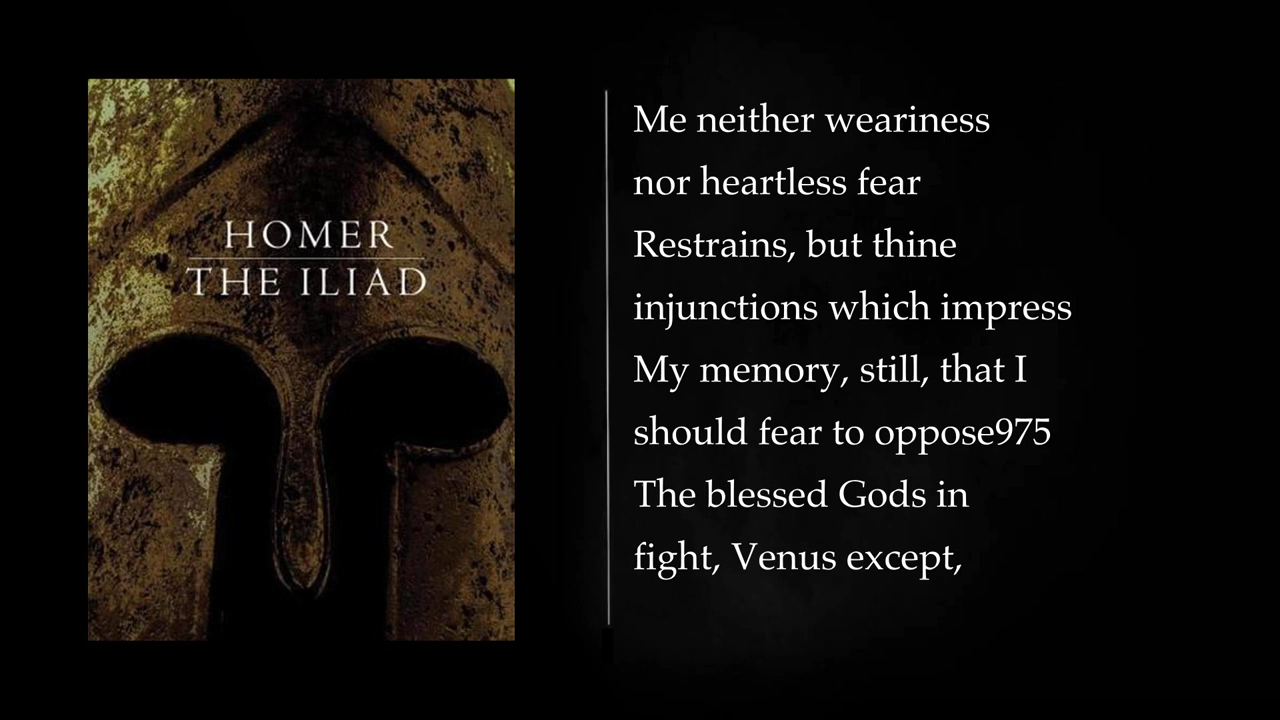 HOMER
THE ILIAD
Me neither weariness
nor heartless fear
Restrains, but thine
injunctions which impress
My memory, still, that I
should fear to oppose975
The blessed Gods in
fight, Venus except,